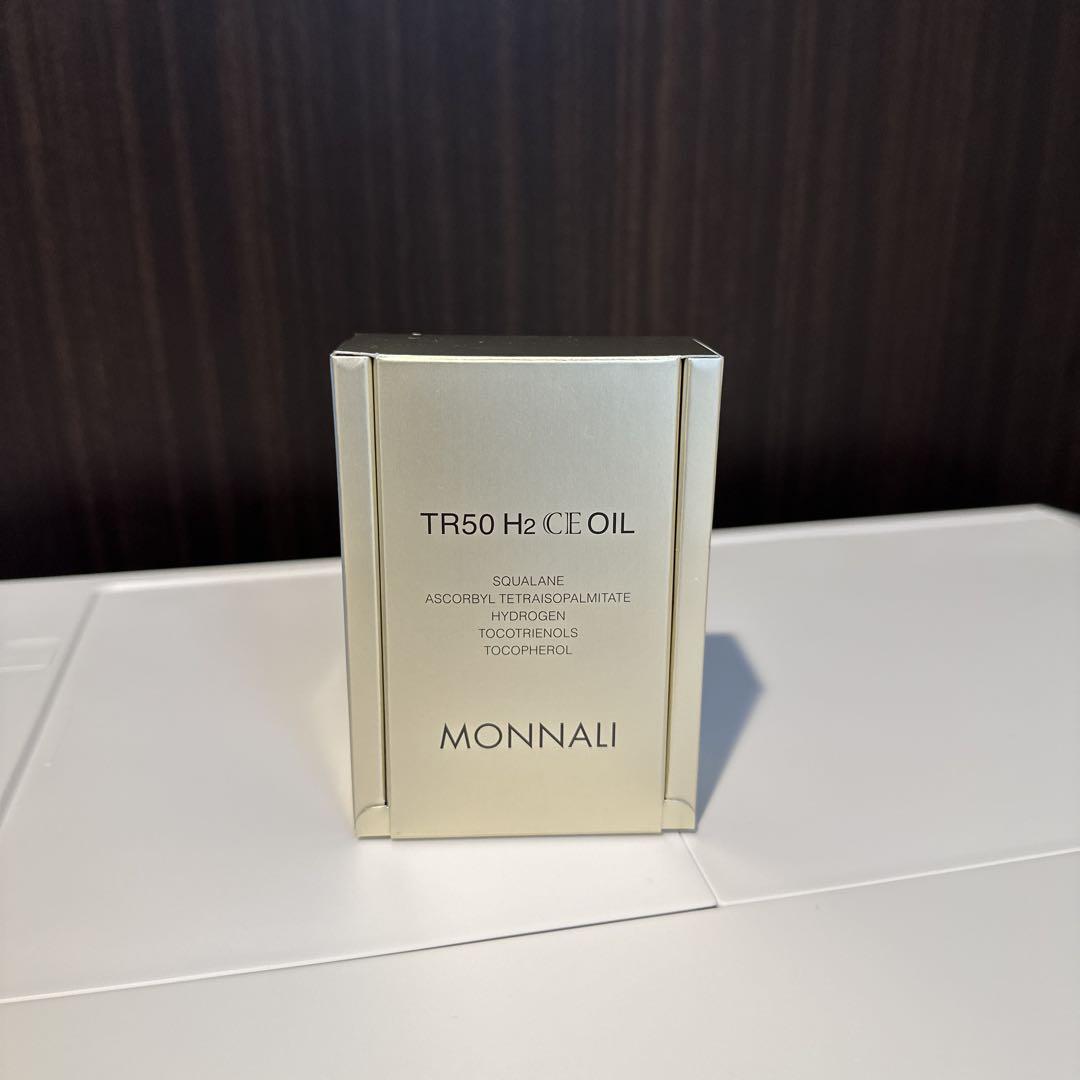 TR50 H2 CE OIL
SQUALANE
ASCORBYL TETRAISOPALMITATE
HYDROGEN
TOCOTRIENOLS
TOCOPHEROL
MONNALI